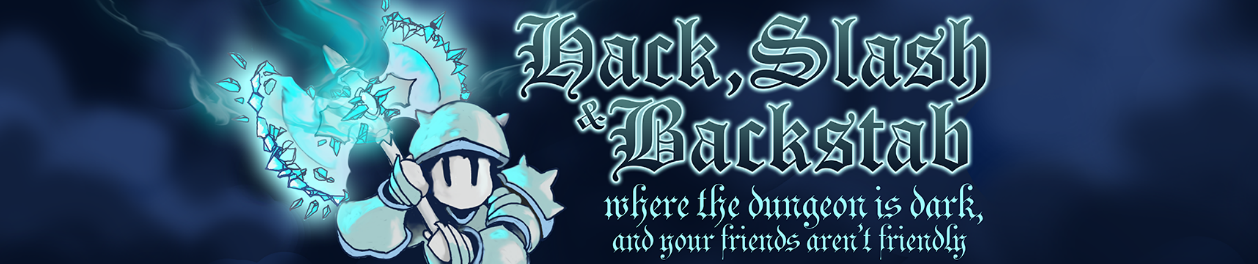 Hack, Slash
& Backstab
where the dungeon is dark,
and your friends aren't friendly